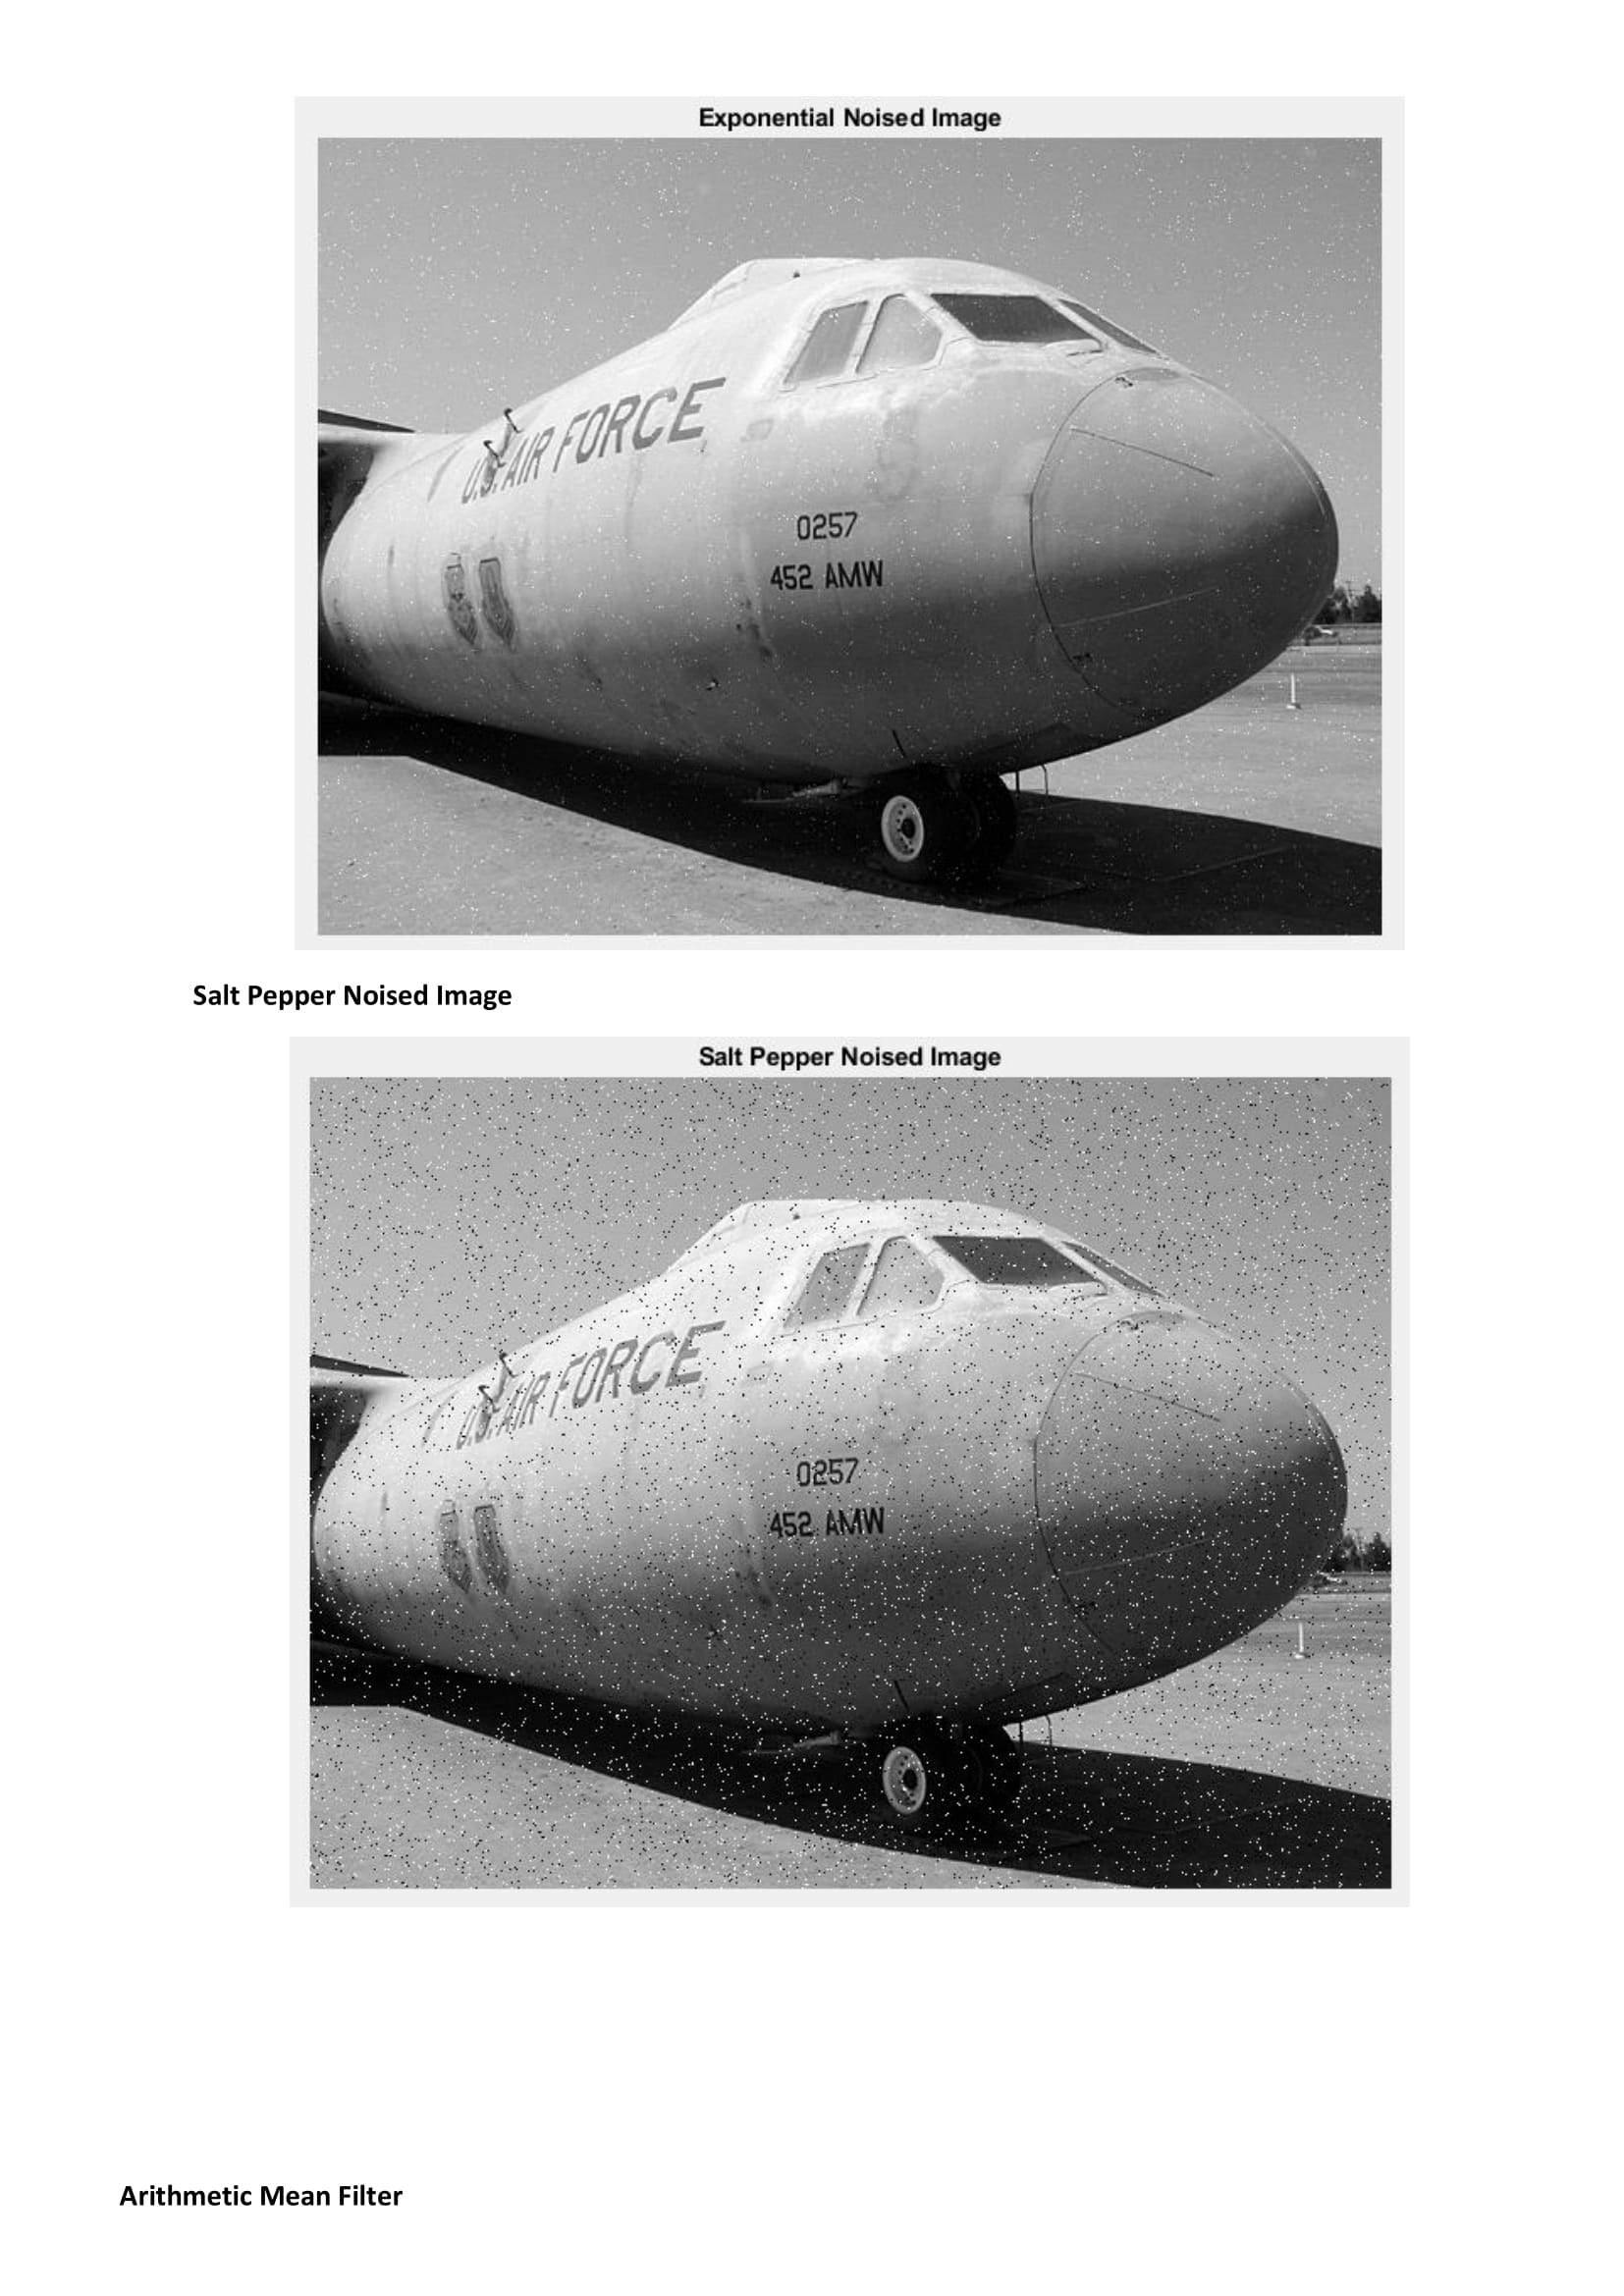 Exponential Noised Image
U.S. AIR FORCE
0257
452 AMW
Salt Pepper Noised Image
Salt Pepper Noised Image
U.S. AIR FORCE
0257
452 AMW
Arithmetic Mean Filter